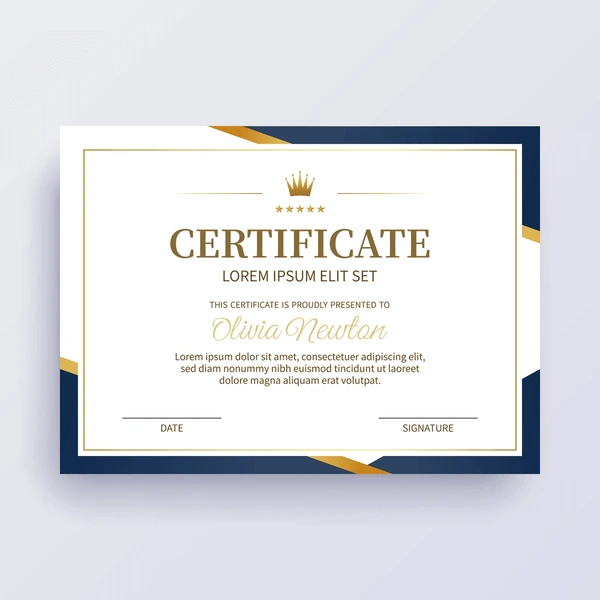 CERTIFICATE
LOREM IPSUM ELIT SET
THIS CERTIFICATE IS PROUDLY PRESENTED TO
Olivia Newton
Lorem ipsum dolor sit amet, consectetuer adipiscing elit,
sed diam nonummy nibh euismod tincidunt ut laoreet
dolore magna aliquam erat volutpat.
DATE
SIGNATURE